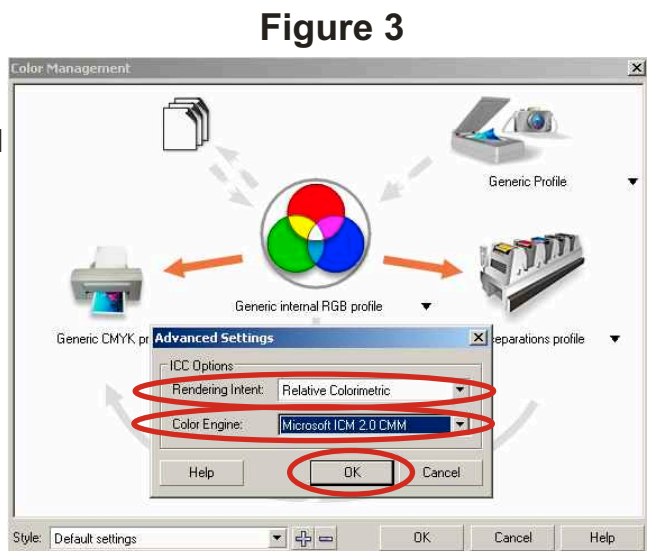 Figure 3
Color Management
Generic Profile
Generic internal RGB profile
Generic CMYK pr
eparations profile
Advanced Settings
ICC Options
Rendering Intent: Relative Colorimetric
Color Engine: Microsoft ICM 2.0 CMM
Help OK Cancel
Style: Default settings OK Cancel Help